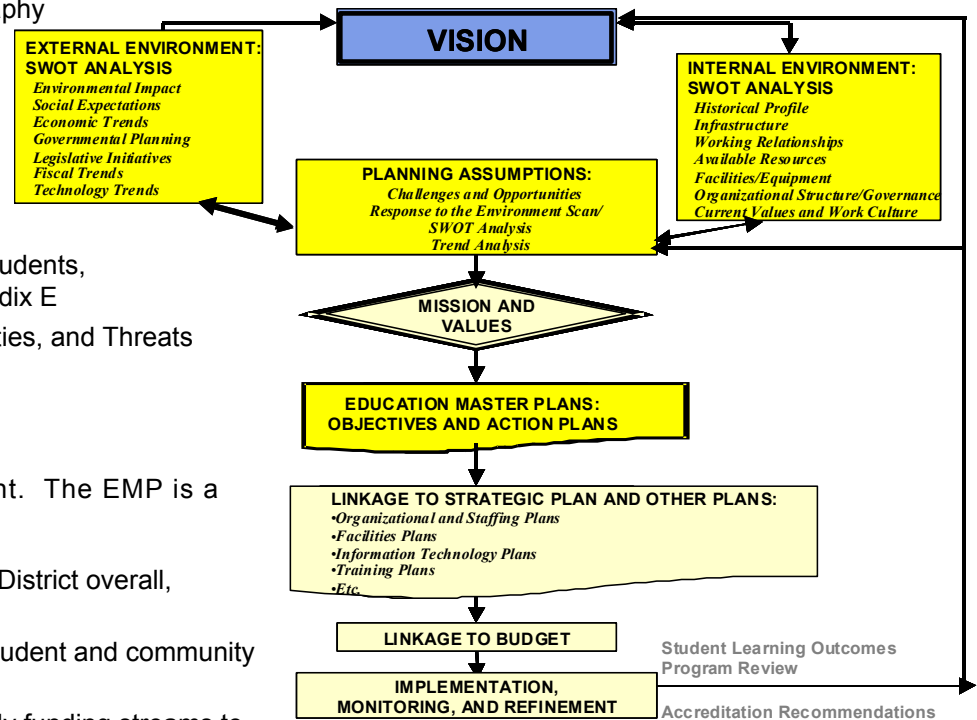 aphy
VISION
EXTERNAL ENVIRONMENT:
SWOT ANALYSIS
Environmental Impact
Social Expectations
Economic Trends
Governmental Planning
Legislative Initiatives
Fiscal Trends
Technology Trends
INTERNAL ENVIRONMENT:
SWOT ANALYSIS
Historical Profile
Infrastructure
Working Relationships
Available Resources
Facilities/Equipment
Organizational Structure/Governance
Current Values and Work Culture
PLANNING ASSUMPTIONS:
Challenges and Opportunities
Response to the Environment Scan/
SWOT Analysis
Trend Analysis
udents,
dix E
ties, and Threats
MISSION AND
VALUES
EDUCATION MASTER PLANS:
OBJECTIVES AND ACTION PLANS
nt. The EMP is a
District overall,
udent and community
ly funding streams to
LINKAGE TO STRATEGIC PLAN AND OTHER PLANS:
•Organizational and Staffing Plans
•Facilities Plans
•Information Technology Plans
•Training Plans
•Etc.
LINKAGE TO BUDGET
IMPLEMENTATION,
MONITORING, AND REFINEMENT
Student Learning Outcomes
Program Review
Accreditation Recommendations